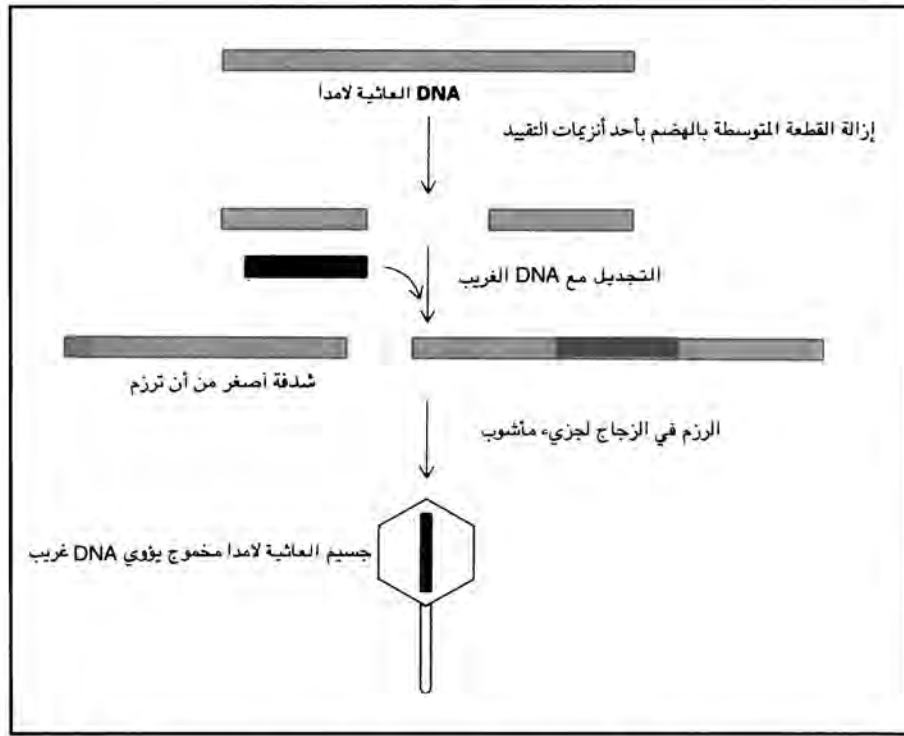 DNA العاثية لامدا
إزالة القطعة المتوسطة بالهضم بأحد أنزيمات التقييد
التجديل مع DNA الغريب
شدفة أصغر من أن ترزم
الرزم في الزجاج لجزيء مأشوب
جسيم العاثية لامدا مخموج يؤوي DNA غريب